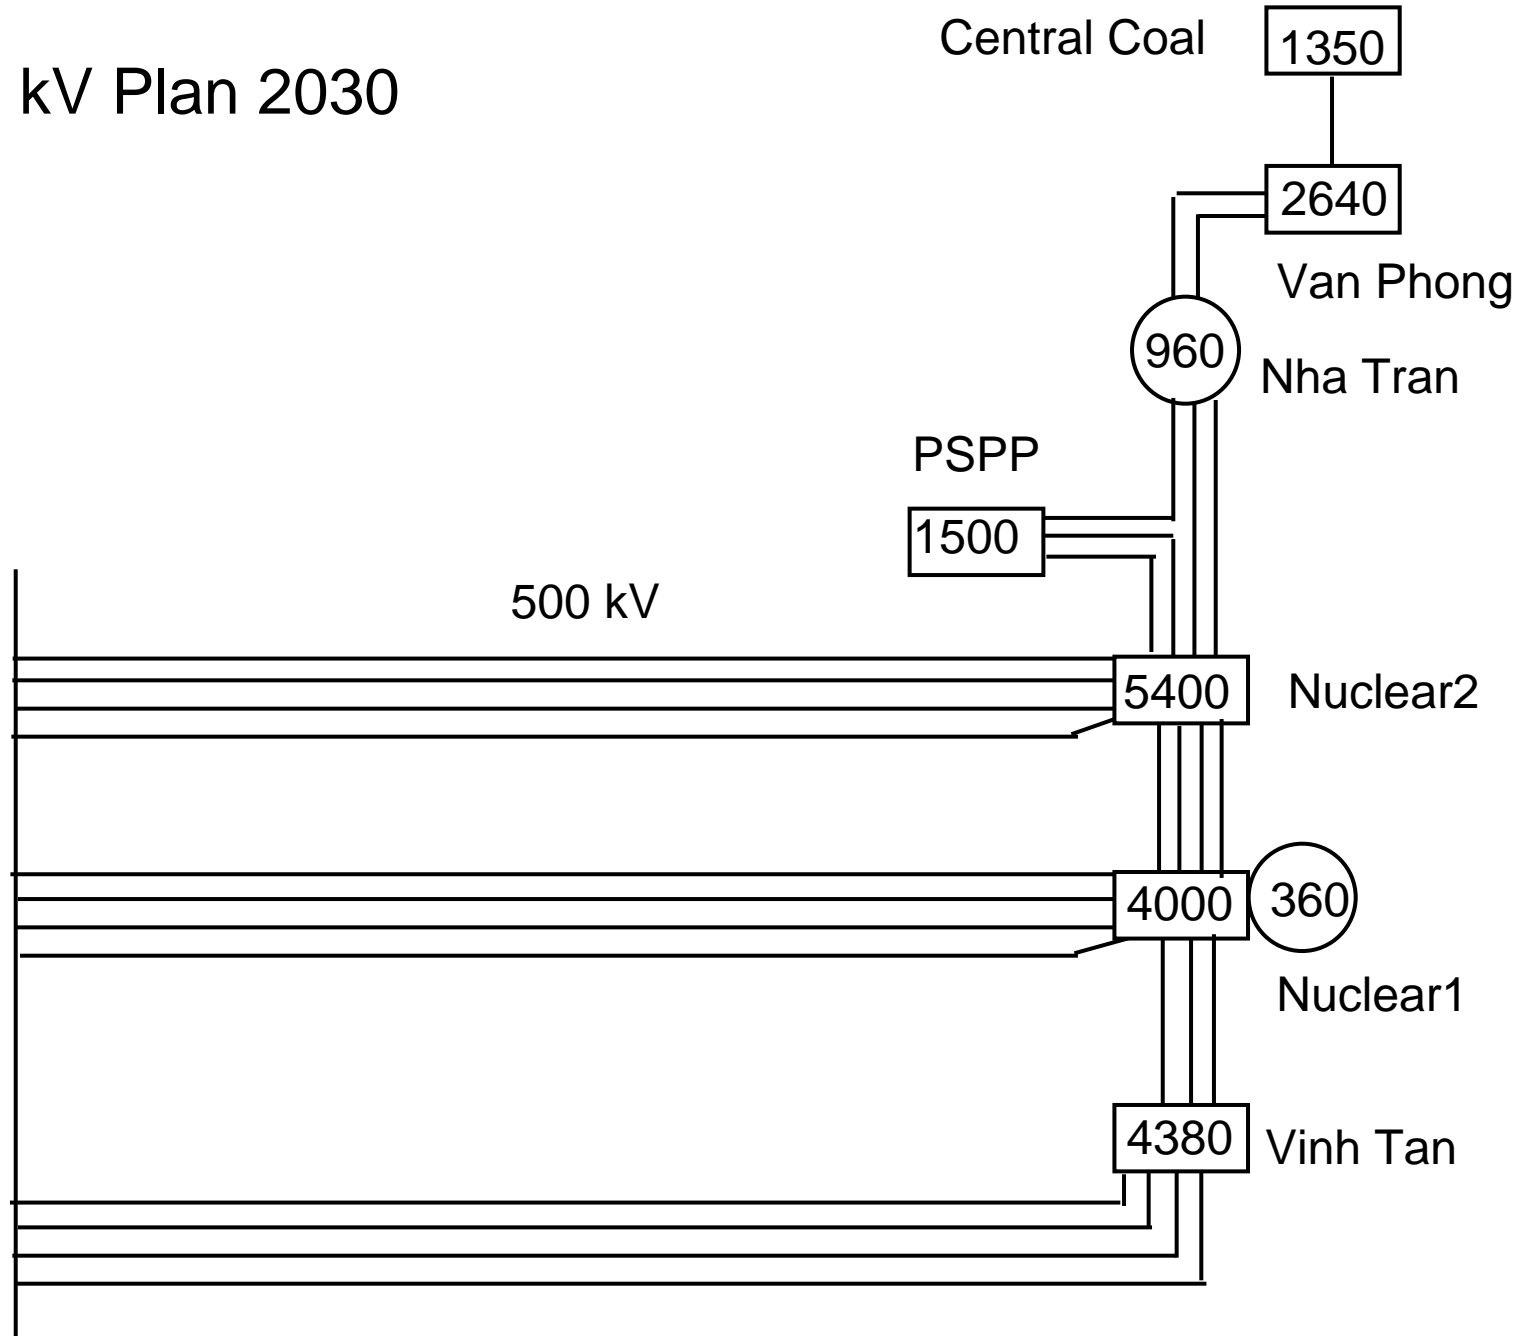 Central Coal
1350
kV Plan 2030
2640
Van Phong
960
Nha Tran
PSPP
1500
500 kV
5400
Nuclear2
4000
360
Nuclear1
4380
Vinh Tan